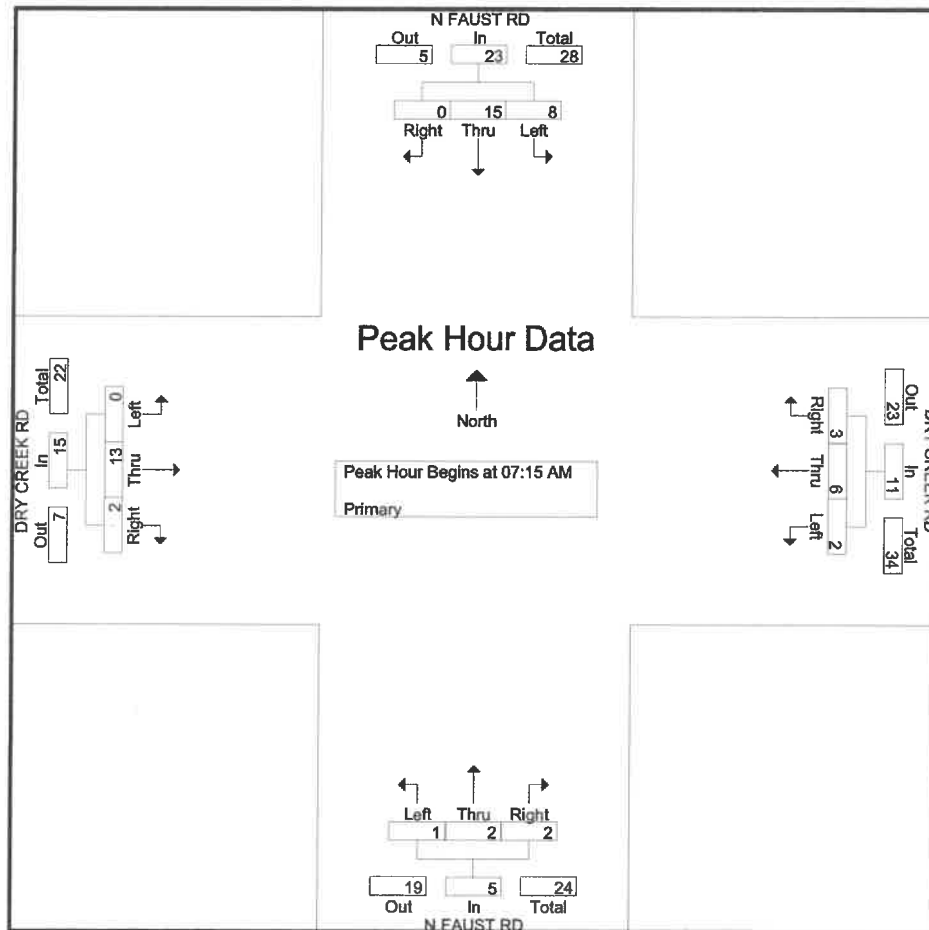 N FAUST RD
Out In Total
5 23 28
0 15 8
Right Thru Left
Peak Hour Data
North
Peak Hour Begins at 07:15 AM
Primary
DRY CREEK RD
Out In Total
7 15 22
2 13 0
Right Thru Left
DRY CREEK RD
Out In Total
23 11 34
3 6 2
Right Thru Left
Left Thru Right
1 2 2
19 5 24
Out In Total
N FAUST RD